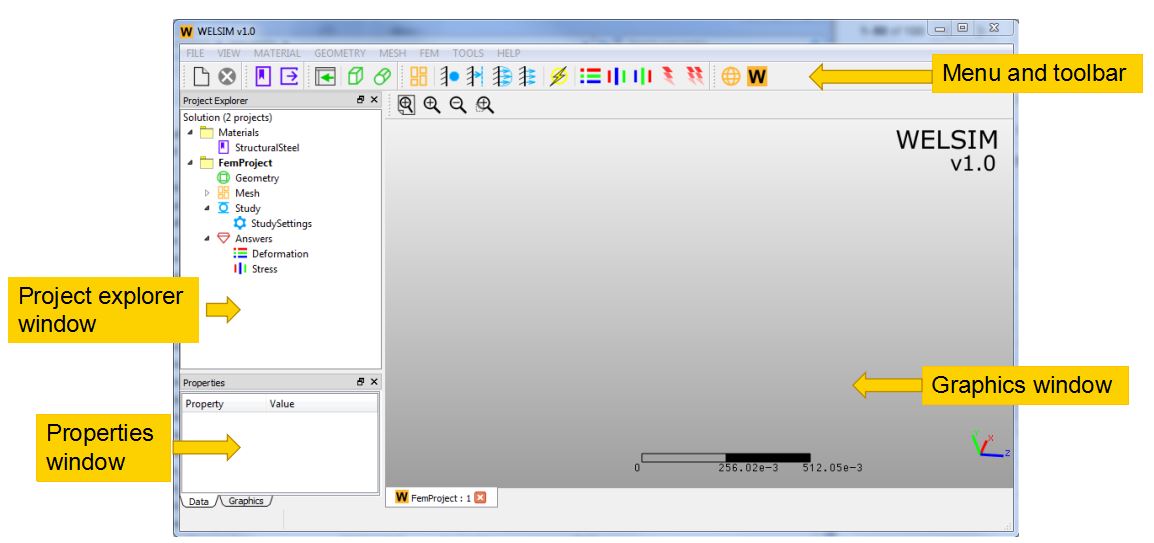 W WELSIM v1.0
FILE VIEW MATERIAL GEOMETRY MESH FEM TOOLS HELP
W
Menu and toolbar
Project Explorer
Solution (2 projects)
Materials
StructuralSteel
FemProject
Geometry
Mesh
Study
StudySettings
Answers
Deformation
Stress
WELSIM
v1.0
Project explorer
window
Graphics window
Properties
Property Value
Properties
window
Y X Z
0 256.02e-3 512.05e-3
Data Graphics
W FemProject : 1